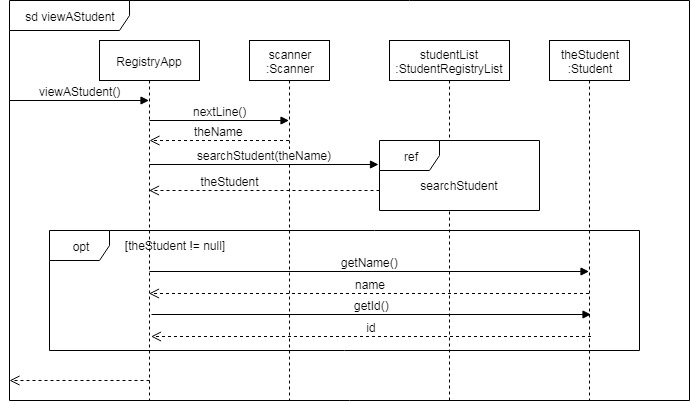 sd viewAStudent
RegistryApp
scanner
:Scanner
studentList
:StudentRegistryList
theStudent
:Student
viewAStudent()
nextLine()
theName
searchStudent(theName)
ref
theStudent
searchStudent
opt
[theStudent != null]
getName()
name
getId()
id